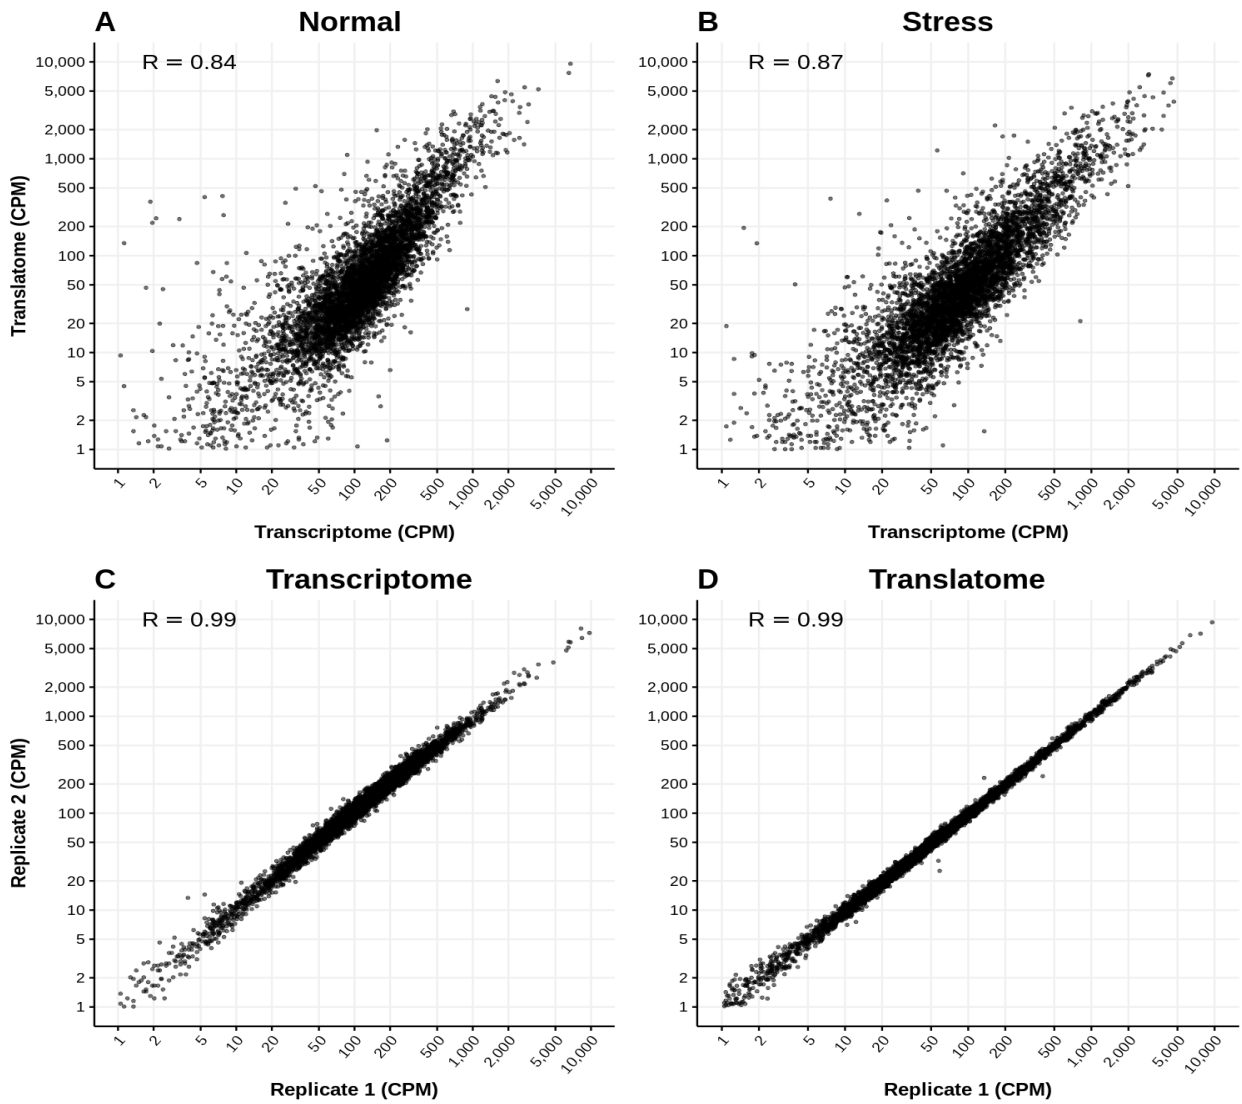 A Normal
R = 0.84
Translatome (CPM)
10,000
5,000
2,000
1,000
500
200
100
50
20
10
5
2
1
1 2 5 10 20 50 100 200 500 1,000 2,000 5,000 10,000
Transcriptome (CPM)
B Stress
R = 0.87
10,000
5,000
2,000
1,000
500
200
100
50
20
10
5
2
1
1 2 5 10 20 50 100 200 500 1,000 2,000 5,000 10,000
Transcriptome (CPM)
C Transcriptome
R = 0.99
Replicate 2 (CPM)
10,000
5,000
2,000
1,000
500
200
100
50
20
10
5
2
1
1 2 5 10 20 50 100 200 500 1,000 2,000 5,000 10,000
Replicate 1 (CPM)
D Translatome
R = 0.99
10,000
5,000
2,000
1,000
500
200
100
50
20
10
5
2
1
1 2 5 10 20 50 100 200 500 1,000 2,000 5,000 10,000
Replicate 1 (CPM)